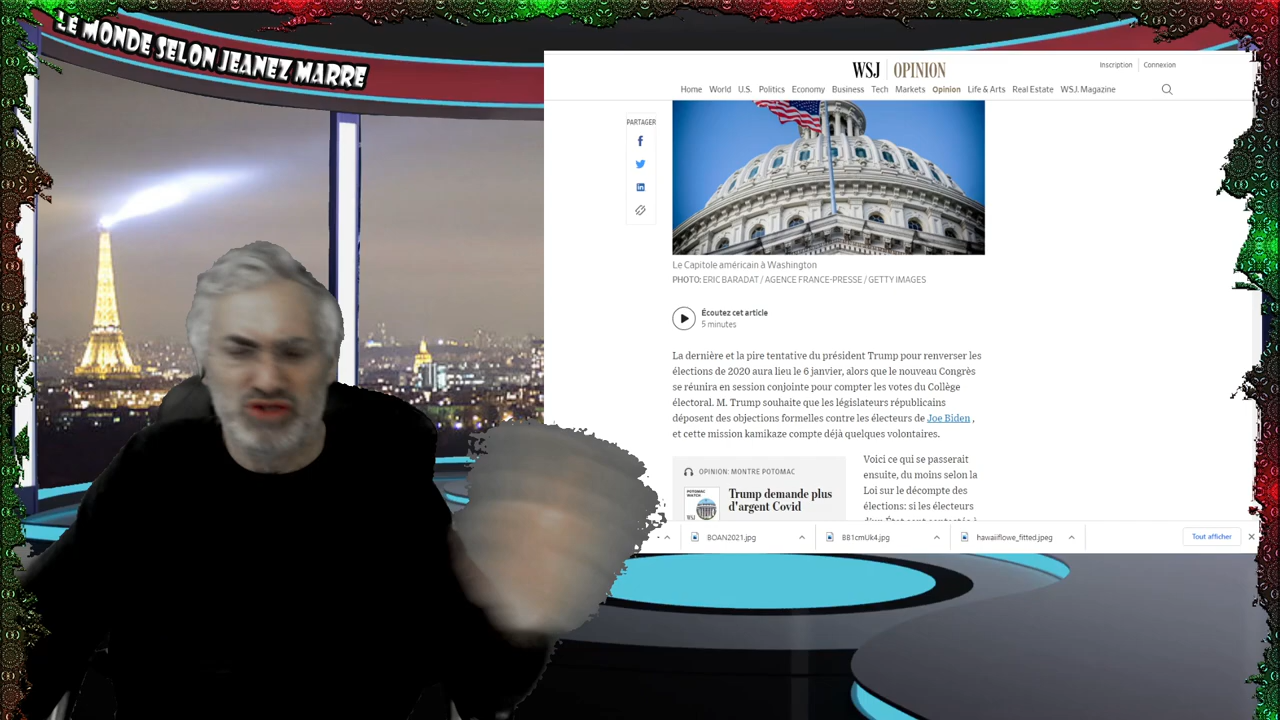 LE MONDE SELON JEANEZ MARRE
WSJ OPINION
Inscription Connexion
Home World U.S. Politics Economy Business Tech Markets Opinion Life & Arts Real Estate WSJ. Magazine
PARTAGER
Le Capitole américain à Washington
PHOTO: ERIC BARADAT / AGENCE FRANCE-PRESSE / GETTY IMAGES
Écoutez cet article
5 minutes
La dernière et la pire tentative du président Trump pour renverser les
élections de 2020 aura lieu le 6 janvier, alors que le nouveau Congrès
se réunira en session conjointe pour compter les votes du Collège
électoral. M. Trump souhaite que les législateurs républicains
déposent des objections formelles contre les électeurs de Joe Biden ,
et cette mission kamikaze compte déjà quelques volontaires.
OPINION: MONTRE POTOMAC
POTOMAC
WATCH
WSJ
Trump demande plus
d'argent Covid
Voici ce qui se passerait
ensuite, du moins selon la
Loi sur le décompte des
élections: si les électeurs
BOAN2021.jpg
BB1cmUk4.jpg
hawaiiflowe_fitted.jpeg
Tout afficher